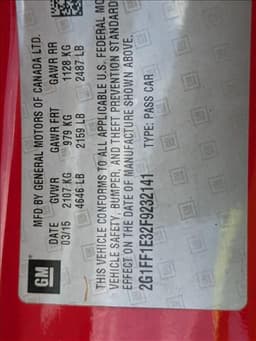 GM
MFD BY GENERAL MOTORS OF CANADA LTD.
DATE GVWR GAWR FRT GAWR RR
03/15 2107 KG 979 KG 1128 KG
4646 LB 2159 LB 2487 LB
THIS VEHICLE CONFORMS TO ALL APPLICABLE U.S. FEDERAL MO
VEHICLE SAFETY, BUMPER, AND THEFT PREVENTION STANDARD
EFFECT ON THE DATE OF MANUFACTURE SHOWN ABOVE.
2G1FF1E32F9232141 TYPE: PASS CAR